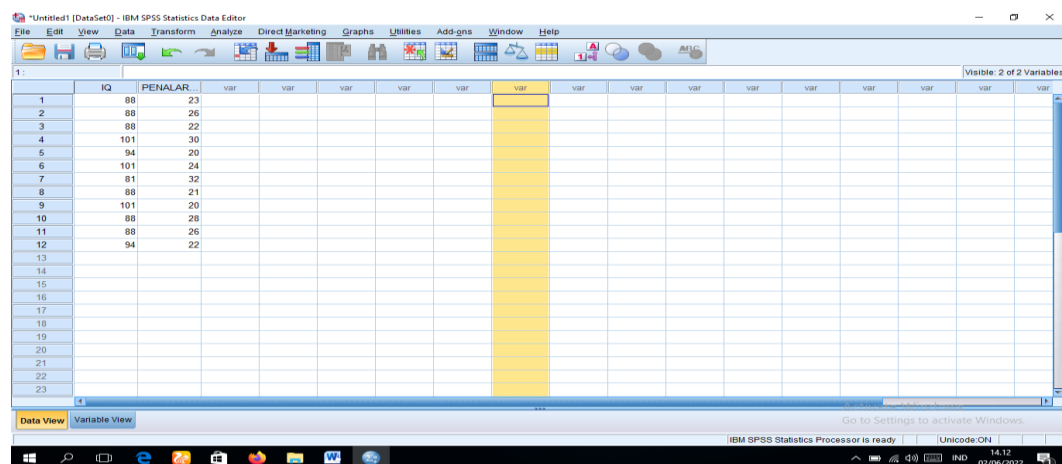 *Untitled1 [DataSet0] - IBM SPSS Statistics Data Editor
File Edit View Data Transform Analyze Direct Marketing Graphs Utilities Add-ons Window Help
1 : Visible: 2 of 2 Variables
IQ PENALAR... var var var var var var var var var var var var var var
1 88 23
2 88 26
3 88 22
4 101 30
5 94 20
6 101 24
7 81 32
8 88 21
9 101 20
10 88 28
11 88 26
12 94 22
13
14
15
16
17
18
19
20
21
22
23
Data View Variable View
Go to Settings to activate Windows.
IBM SPSS Statistics Processor is ready Unicode:ON
IND 14.12
02/06/2022